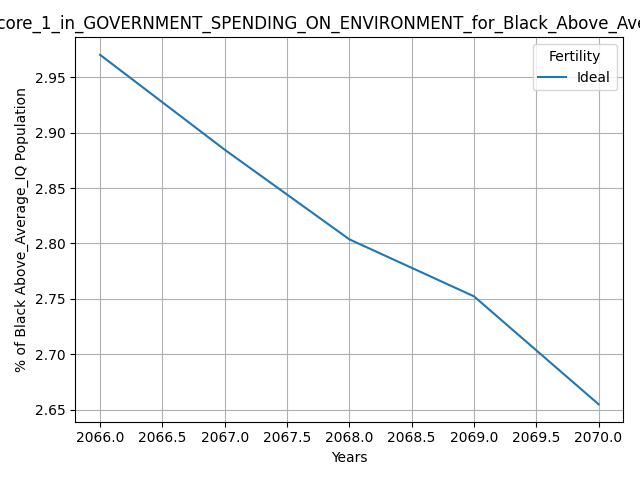 core_1_in_GOVERNMENT_SPENDING_ON_ENVIRONMENT_for_Black_Above_Ave
Fertility
Ideal
% of Black Above_Average_IQ Population
2.95
2.90
2.85
2.80
2.75
2.70
2.65
2066.0 2066.5 2067.0 2067.5 2068.0 2068.5 2069.0 2069.5 2070.0
Years